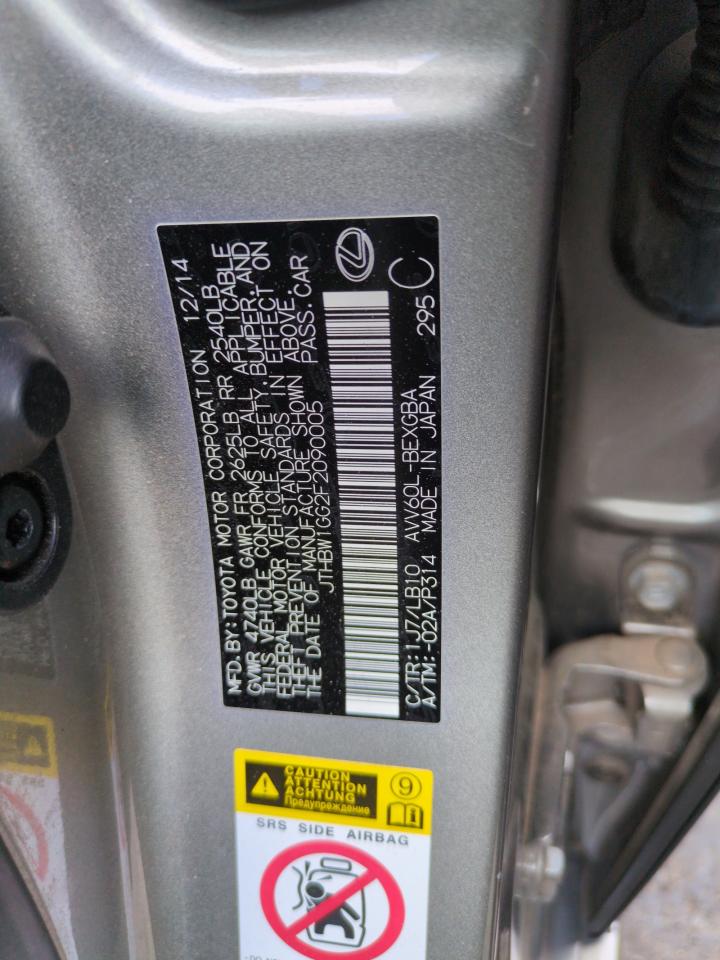 MFD. BY: TOYOTA MOTOR CORPORATION 12/14
GVWR 4740LB GAWR FR 2625LB RR 2540LB
THIS VEHICLE CONFORMS TO ALL APPLICABLE
FEDERAL MOTOR VEHICLE SAFETY, BUMPER, AND
THEFT PREVENTION STANDARDS IN EFFECT ON
THE DATE OF MANUFACTURE SHOWN ABOVE.
JTHBW1GG2F2090005 PASS. CAR
C/TR: 1J7/LB10 AVV60L-BEXGBA 295 C
A/TM: -02A/P314 MADE IN JAPAN
CAUTION
ATTENTION
ACHTUNG
Предупреждение
9
SRS SIDE AIRBAG